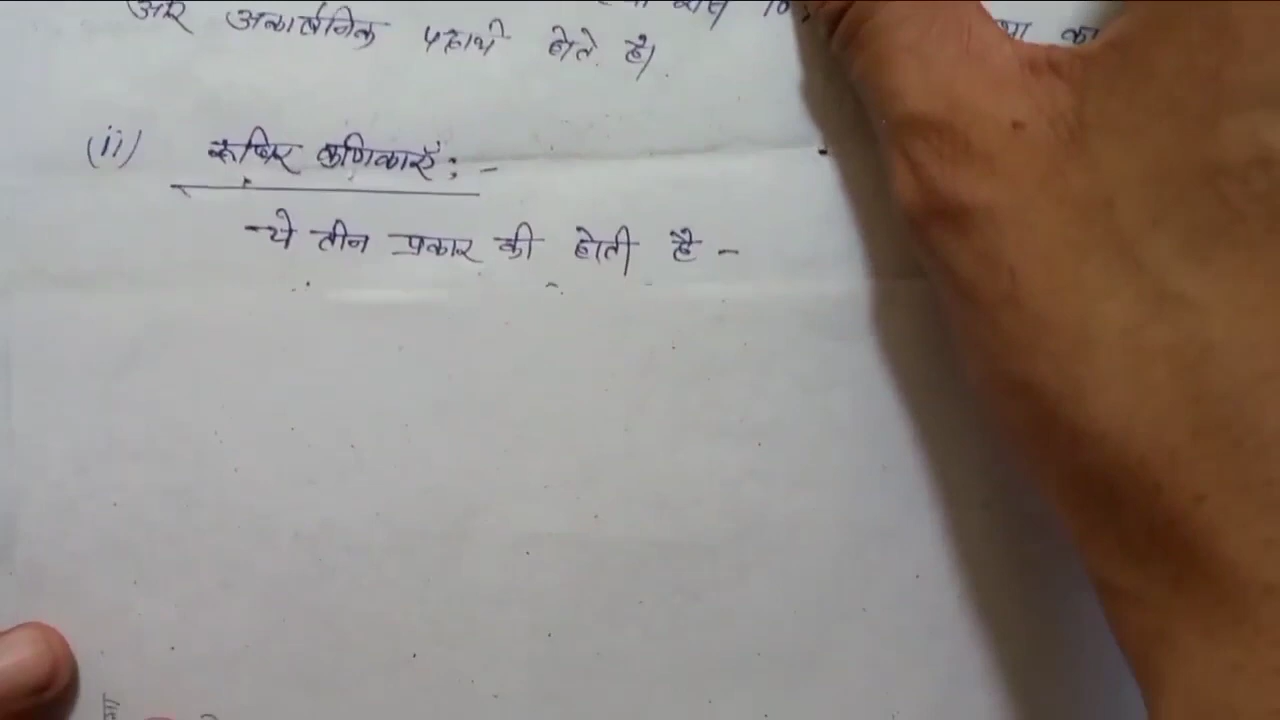 और अकार्बनिक पदार्थ होते है।
(ii) रूधिर कणिकाएँ:-
ये तीन प्रकार की होती है -